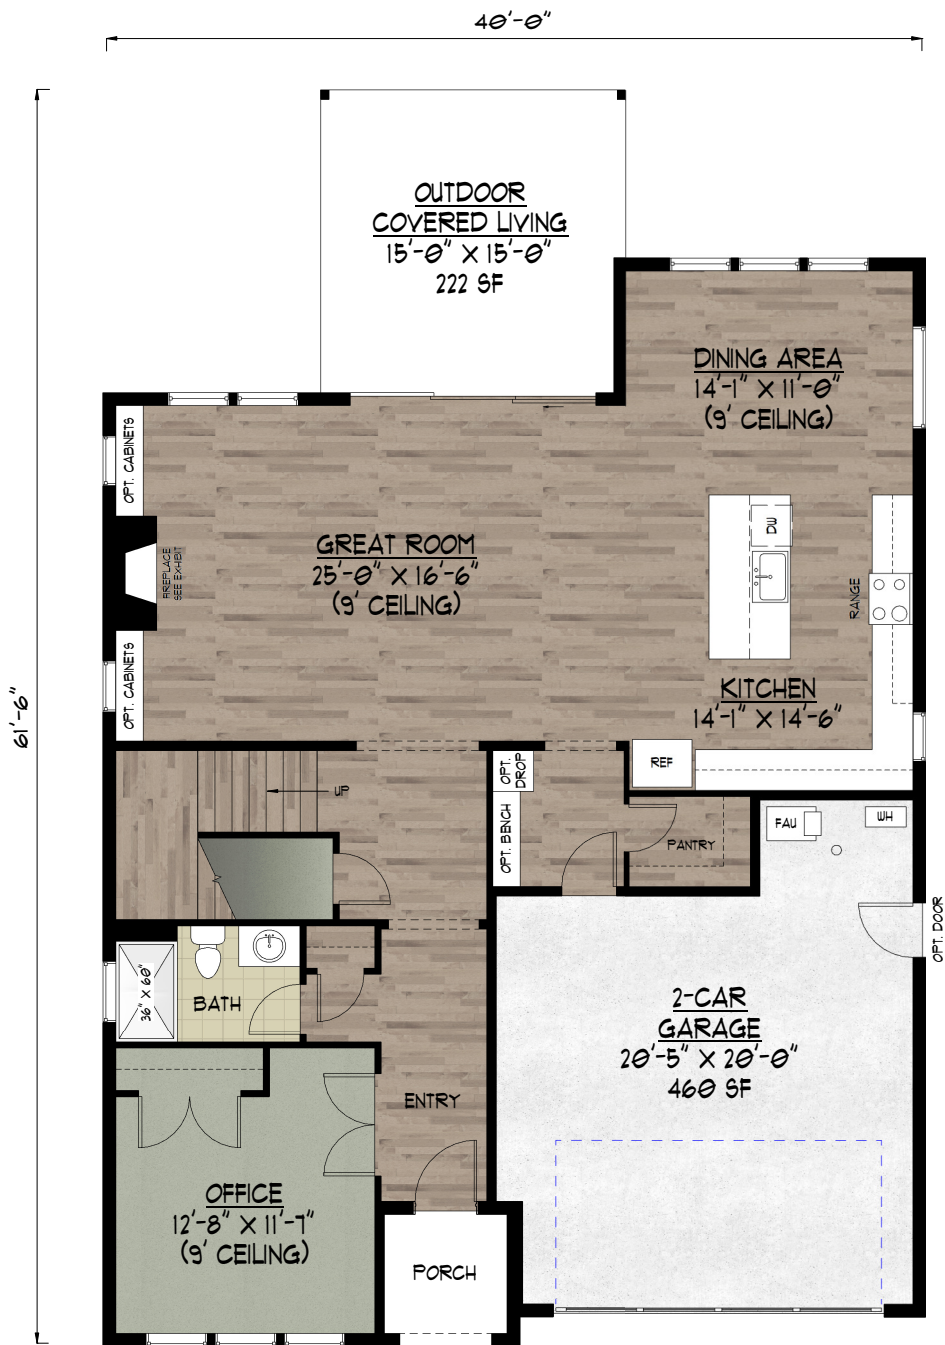 40'-0"
61'-6"
OUTDOOR
COVERED LIVING
15'-0" X 15'-0"
222 SF
DINING AREA
14'-1" X 11'-0"
(9' CEILING)
OPT. CABINETS
GREAT ROOM
25'-0" X 16'-6"
(9' CEILING)
FIREPLACE
SEE EXHIBIT
DW
RANGE
OPT. CABINETS
KITCHEN
14'-1" X 14'-6"
REF
UP
OPT.
DROP
OPT. BENCH
PANTRY
FAU
WH
OPT. DOOR
36" X 60"
BATH
2-CAR
GARAGE
20'-5" X 20'-0"
460 SF
ENTRY
OFFICE
12'-8" X 11'-7"
(9' CEILING)
PORCH